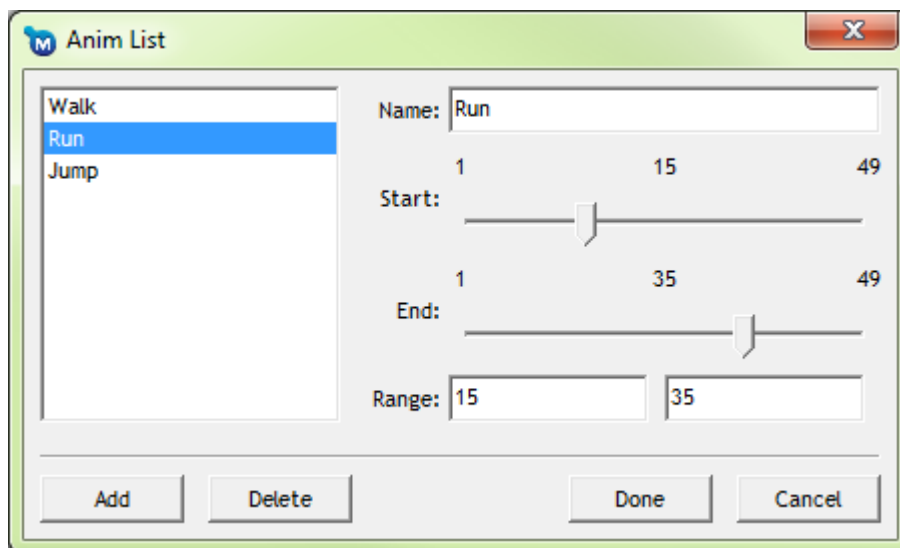 Anim List
Walk
Run
Jump
Name: Run
1 15 49
Start:
1 35 49
End:
Range: 15 35
Add Delete Done Cancel